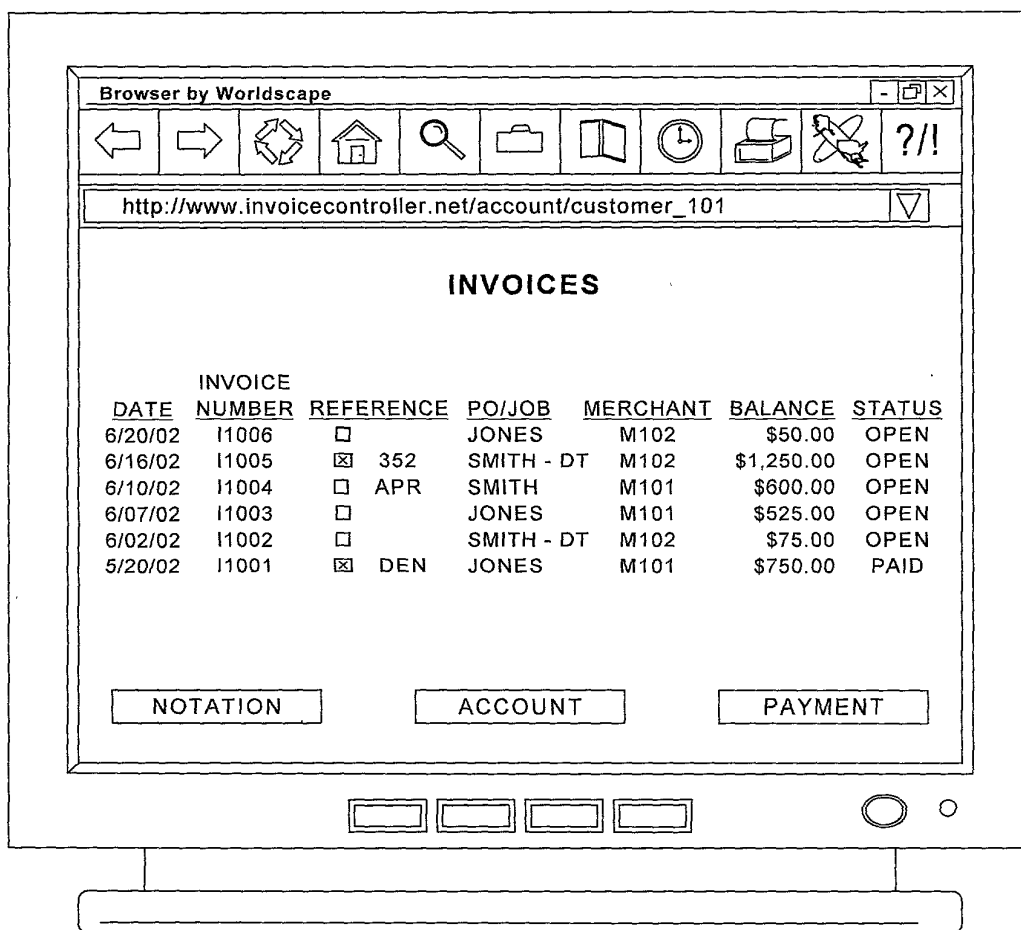 Browser by Worldscape
?/!
http://www.invoicecontroller.net/account/customer_101
INVOICES
INVOICE
DATE NUMBER REFERENCE PO/JOB MERCHANT BALANCE STATUS
6/20/02 I1006 ☐ JONES M102 $50.00 OPEN
6/16/02 I1005 ☒ 352 SMITH - DT M102 $1,250.00 OPEN
6/10/02 I1004 ☐ APR SMITH M101 $600.00 OPEN
6/07/02 I1003 ☐ JONES M101 $525.00 OPEN
6/02/02 I1002 ☐ SMITH - DT M102 $75.00 OPEN
5/20/02 I1001 ☒ DEN JONES M101 $750.00 PAID
NOTATION ACCOUNT PAYMENT